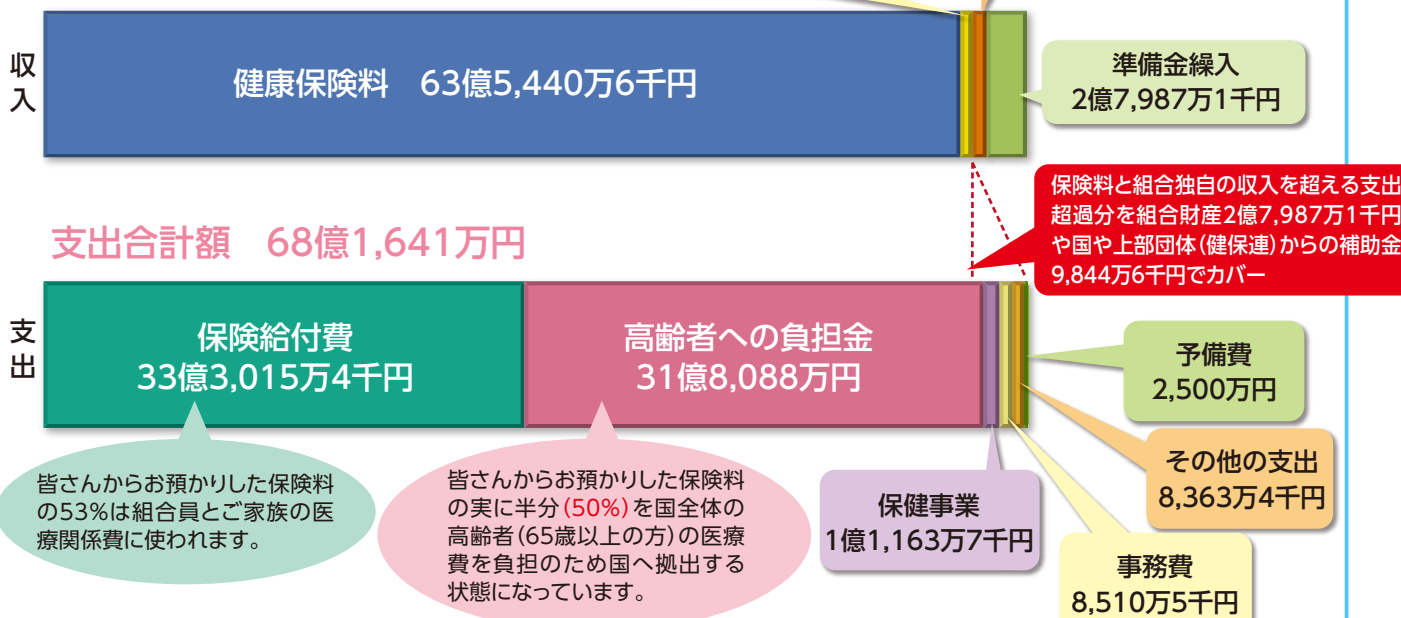 収入
健康保険料 63億5,440万6千円
準備金繰入
2億7,987万1千円
保険料と組合独自の収入を超える支出
超過分を組合財産2億7,987万1千円
や国や上部団体(健保連)からの補助金
9,844万6千円でカバー
支出合計額 68億1,641万円
支出
保険給付費
33億3,015万4千円
高齢者への負担金
31億8,088万円
予備費
2,500万円
その他の支出
8,363万4千円
保健事業
1億1,163万7千円
事務費
8,510万5千円
皆さんからお預かりした保険料
の53%は組合員とご家族の医
療関係費に使われます。
皆さんからお預かりした保険料
の実に半分(50%)を国全体の
高齢者(65歳以上の方)の医療
費を負担のため国へ拠出する
状態になっています。